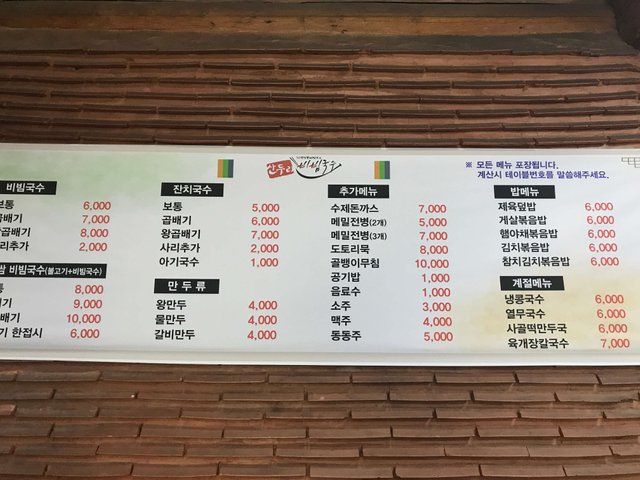 산두리 비빔국수
※ 모든 메뉴 포장됩니다.
계산시 테이블번호를 말씀해주세요.
비빔국수
보통 6,000
곱배기 7,000
왕곱배기 8,000
사리추가 2,000
비빔국수(불고기+비빔국수)
8,000
9,000
10,000
한접시 6,000
잔치국수
보통 5,000
곱배기 6,000
왕곱배기 7,000
사리추가 2,000
아기국수 1,000
만두류
왕만두 4,000
물만두 4,000
갈비만두 4,000
추가메뉴
수제돈까스 7,000
메밀전병(2개) 5,000
메밀전병(3개) 7,000
도토리묵 8,000
골뱅이무침 10,000
공기밥 1,000
음료수 1,000
소주 3,000
맥주 4,000
동동주 5,000
밥메뉴
제육덮밥 6,000
게살볶음밥 6,000
햄야채볶음밥 6,000
김치볶음밥 6,000
참치김치볶음밥 6,000
계절메뉴
냉콩국수 6,000
열무국수 6,000
사골떡만두국 6,000
육개장칼국수 7,000